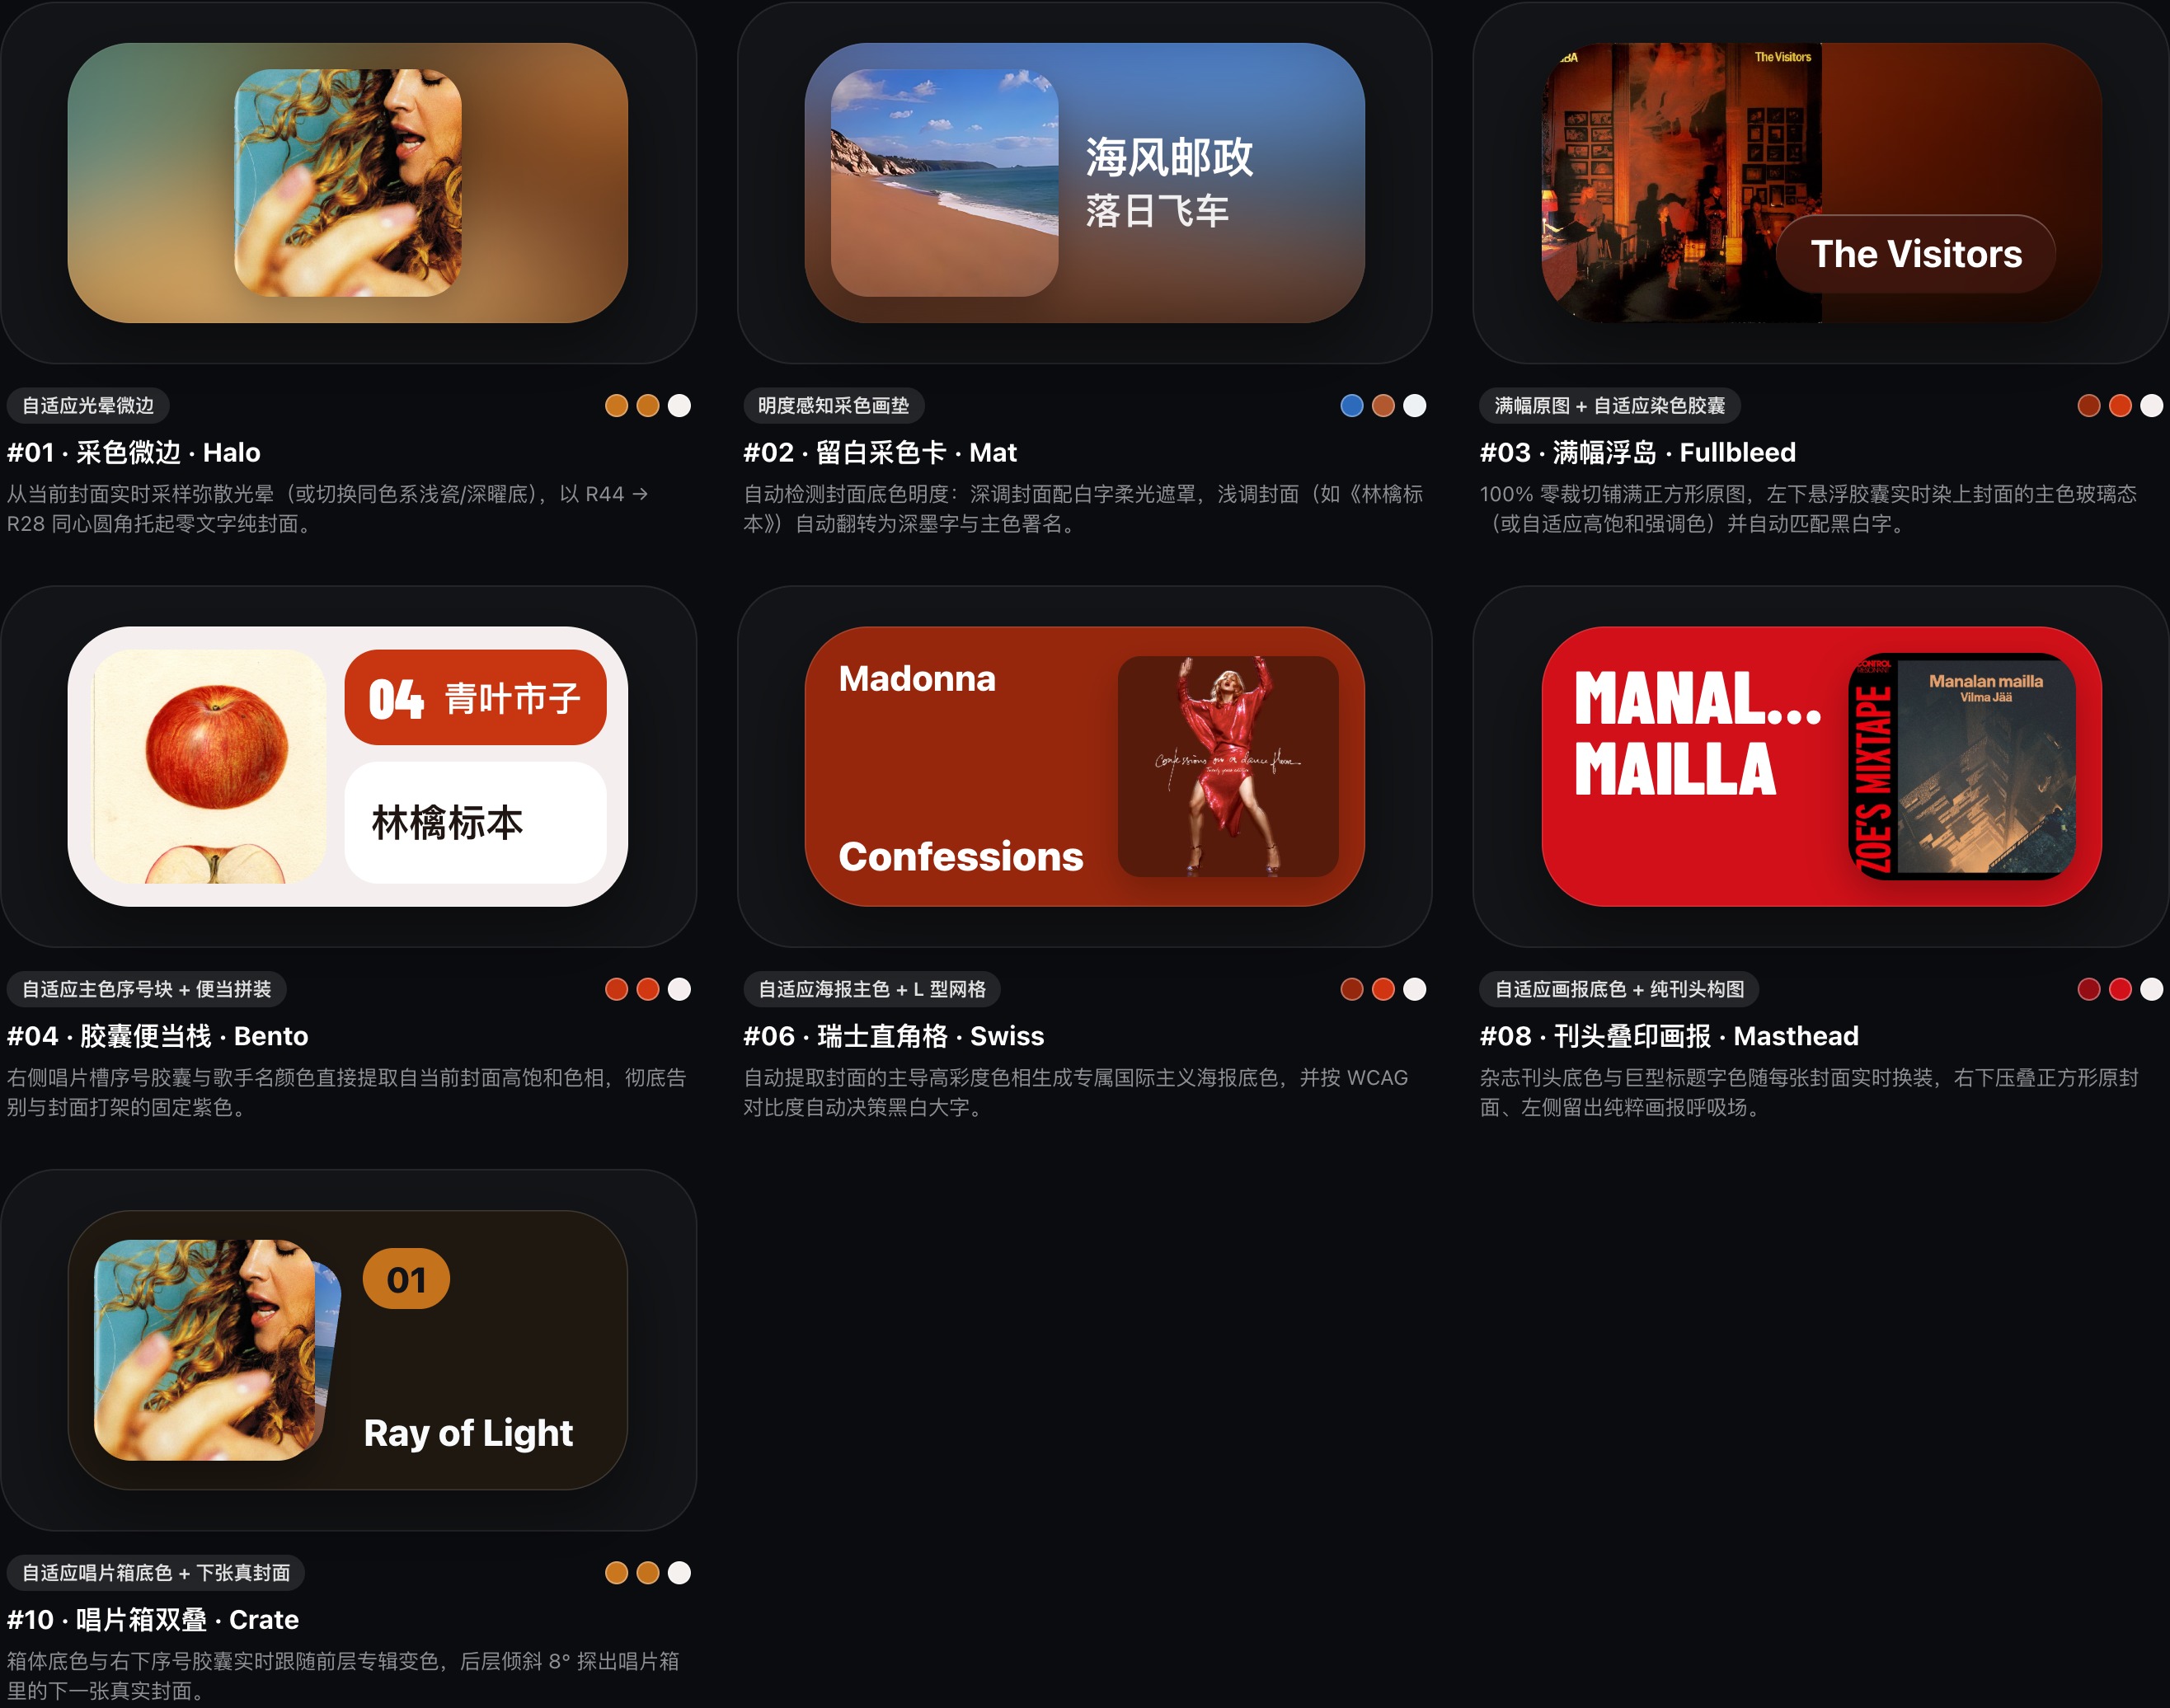 海风邮政
落日飞车
The Visitors
The Visitors
自适应光晕微边
#01 · 采色微边 · Halo
从当前封面实时采样弥散光晕（或切换同色系浅瓷/深曜底），以 R44 →
R28 同心圆角托起零文字纯封面。
明度感知采色画垫
#02 · 留白采色卡 · Mat
自动检测封面底色明度：深调封面配白字柔光遮罩，浅调封面（如《林檎标
本》）自动翻转为深墨字与主色署名。
满幅原图 + 自适应染色胶囊
#03 · 满幅浮岛 · Fullbleed
100% 零裁切铺满正方形原图，左下悬浮胶囊实时染上封面的主色玻璃态
（或自适应高饱和强调色）并自动匹配黑白字。
04 青叶市子
林檎标本
Madonna
Confessions on a dance floor
Confessions
MANAL...
MAILLA
CONTROL
ZOE'S MIXTAPE
Manalan mailla
Vilma Jää
自适应主色序号块 + 便当拼装
#04 · 胶囊便当栈 · Bento
右侧唱片槽序号胶囊与歌手名颜色直接提取自当前封面高饱和色相，彻底告
别与封面打架的固定紫色。
自适应海报主色 + L 型网格
#06 · 瑞士直角格 · Swiss
自动提取封面的主导高彩度色相生成专属国际主义海报底色，并按 WCAG
对比度自动决策黑白大字。
自适应画报底色 + 纯刊头构图
#08 · 刊头叠印画报 · Masthead
杂志刊头底色与巨型标题字色随每张封面实时换装，右下压叠正方形原封
面、左侧留出纯粹画报呼吸场。
01
Ray of Light
自适应唱片箱底色 + 下张真封面
#10 · 唱片箱双叠 · Crate
箱体底色与右下序号胶囊实时跟随前层专辑变色，后层倾斜 8° 探出唱片箱
里的下一张真实封面。